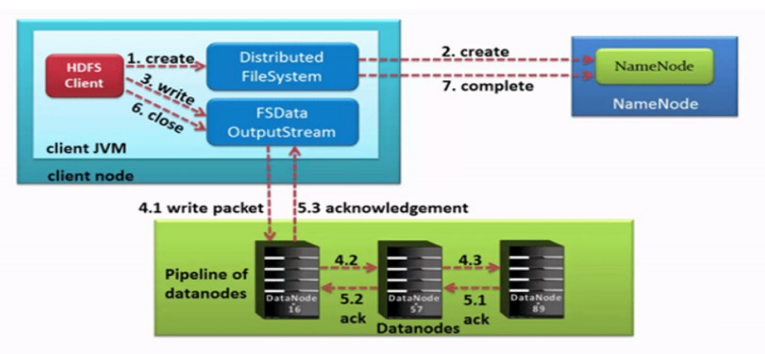 HDFS
Client
1. create
3. write
6. close
Distributed
FileSystem
FSData
OutputStream
client JVM
client node
2. create
7. complete
NameNode
NameNode
4.1 write packet
5.3 acknowledgement
Pipeline of
datanodes
4.2
4.3
5.2
ack
5.1
ack
DataNode
16
DataNode
57
DataNode
89
Datanodes